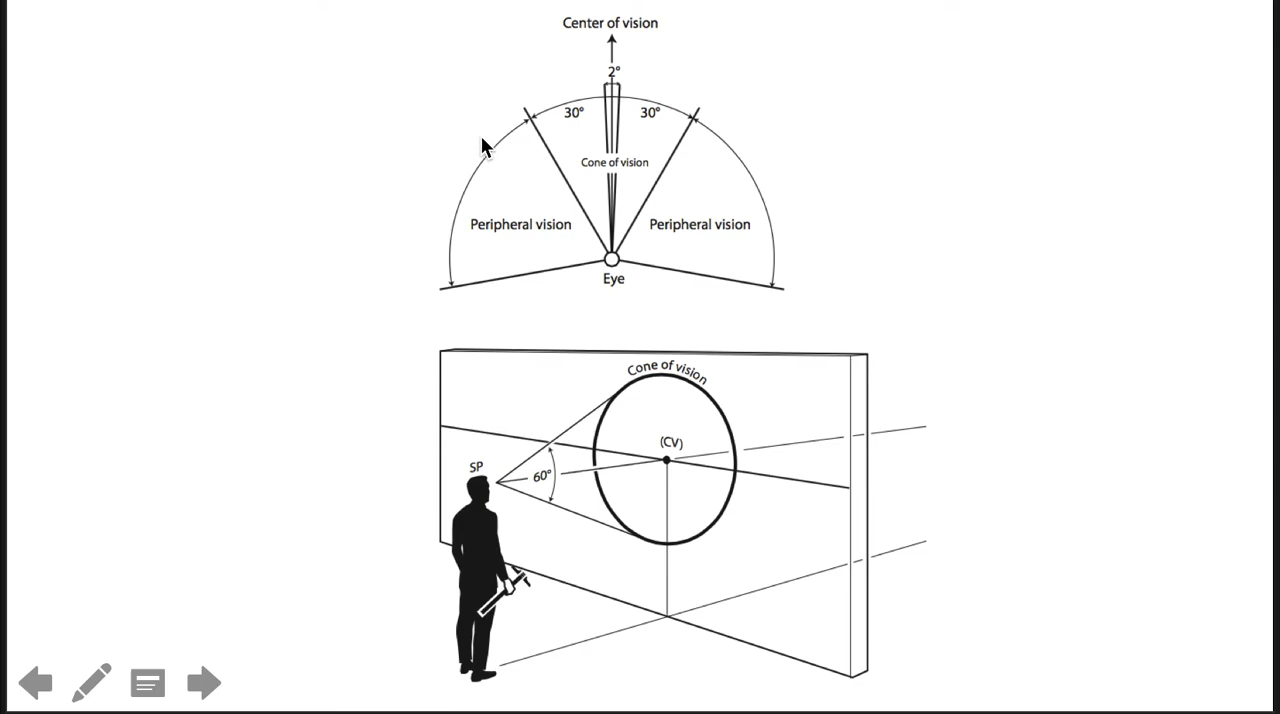 Center of vision
2°
30°
30°
Cone of vision
Peripheral vision
Peripheral vision
Eye
Cone of vision
(CV)
SP
60°